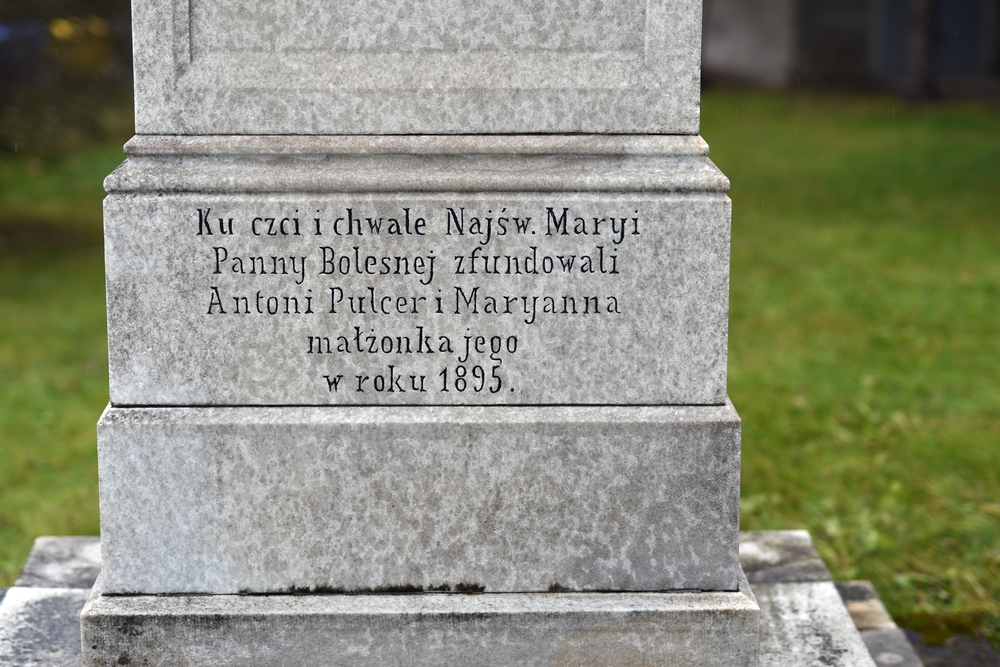 Ku czci i chwale Najśw. Maryi
Panny Bolesnej zfundowali
Antoni Pulcer i Maryanna
małżonka jego
w roku 1895.